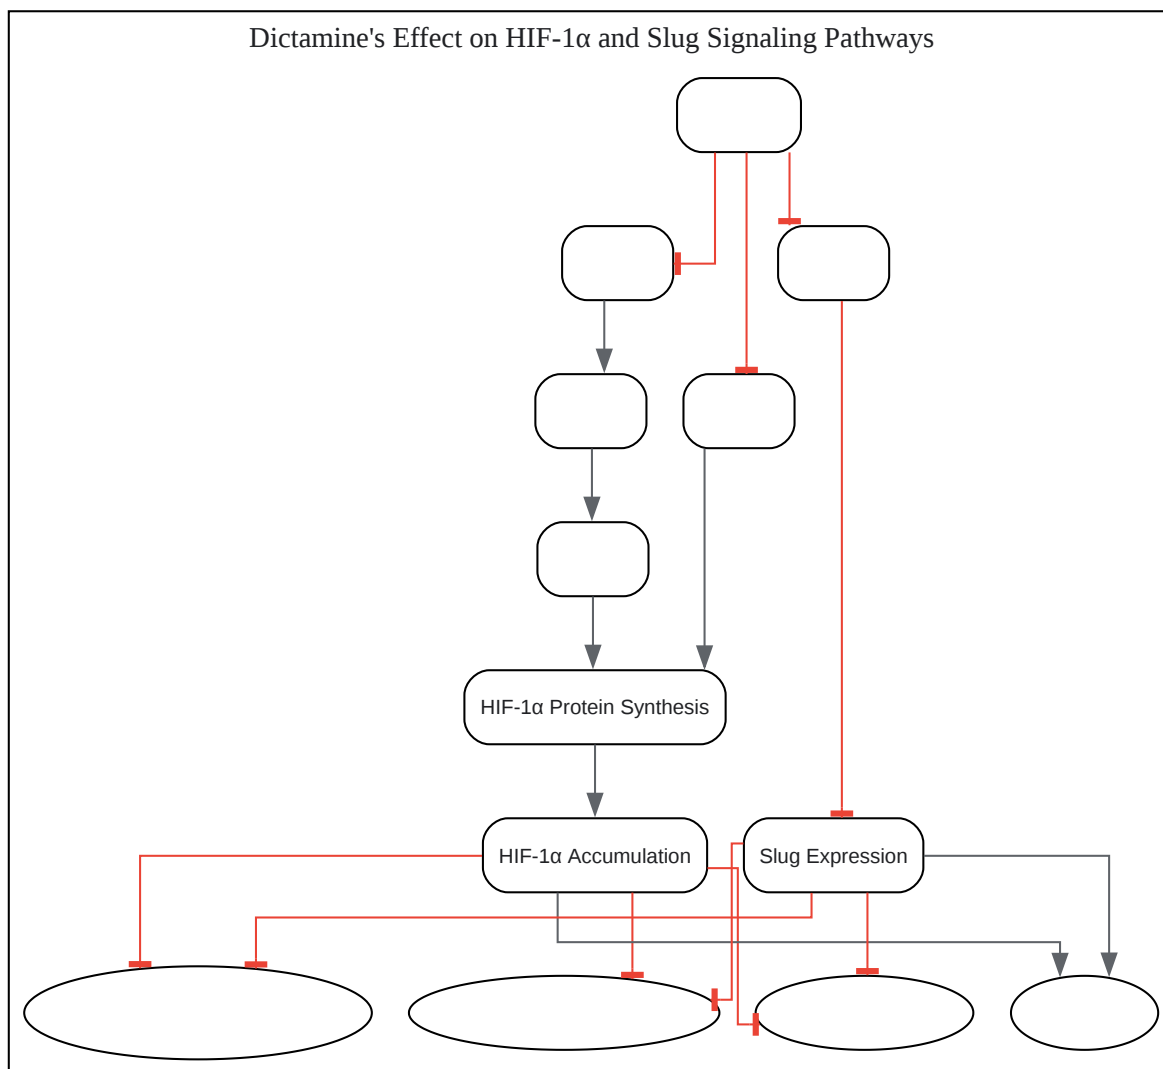 Dictamine's Effect on HIF-1α and Slug Signaling Pathways
HIF-1α Protein Synthesis
HIF-1α Accumulation
Slug Expression